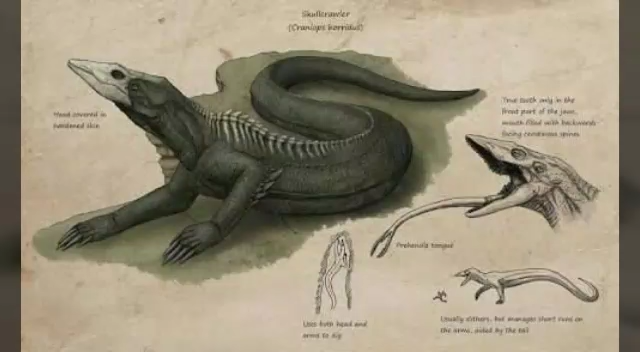 Skullcrawler
(Craniops horridus)
Head covered in
hardened skin
True teeth only in the
front part of the jaws,
mouth filled with backwards
facing cornéous spines
Prehensile tongue
Uses both head and
arms to dig
Usually slithers, but manages short runs on
the arms, aided by the tail